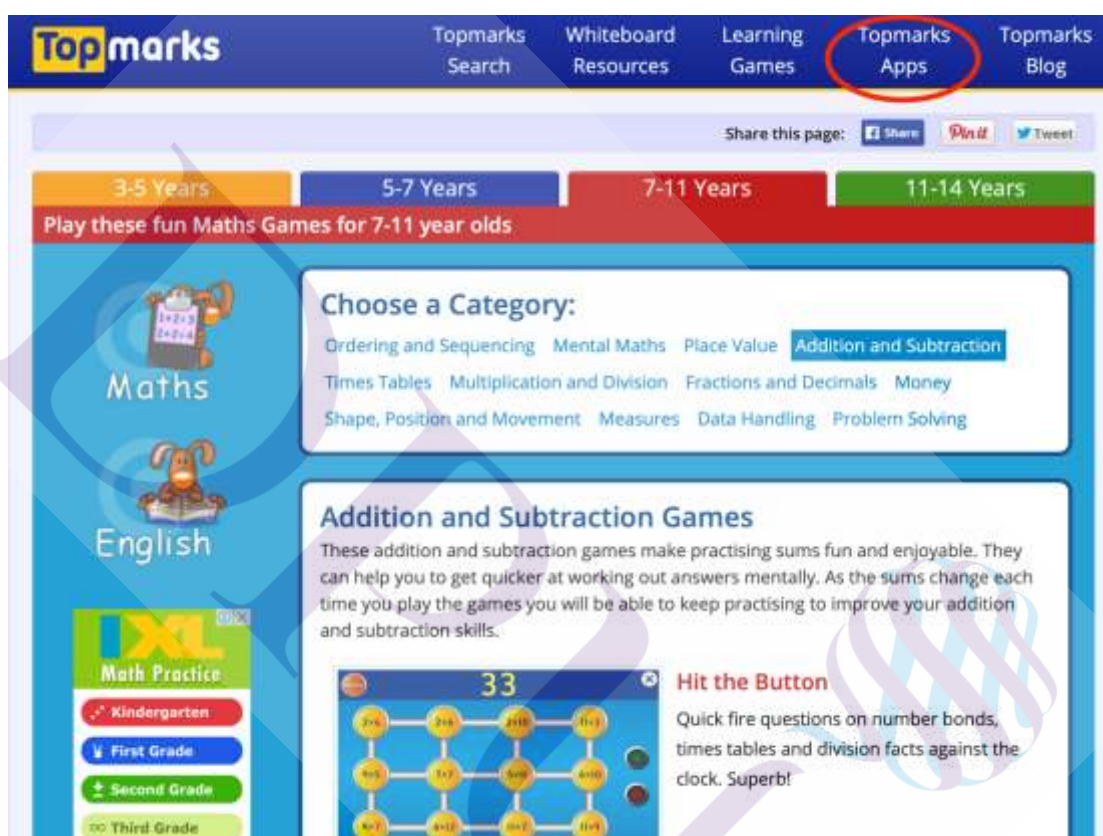 Topmarks
Topmarks Search
Whiteboard Resources
Learning Games
Topmarks Apps
Topmarks Blog
Share this page: Share Pin it Tweet
3-5 Years 5-7 Years 7-11 Years 11-14 Years
Play these fun Maths Games for 7-11 year olds
Maths
English
Choose a Category:
Ordering and Sequencing Mental Maths Place Value Addition and Subtraction
Times Tables Multiplication and Division Fractions and Decimals Money
Shape, Position and Movement Measures Data Handling Problem Solving
Addition and Subtraction Games
These addition and subtraction games make practising sums fun and enjoyable. They
can help you to get quicker at working out answers mentally. As the sums change each
time you play the games you will be able to keep practising to improve your addition
and subtraction skills.
IXL
Math Practice
Kindergarten
First Grade
Second Grade
Third Grade
33
Hit the Button
Quick fire questions on number bonds,
times tables and division facts against the
clock. Superb!